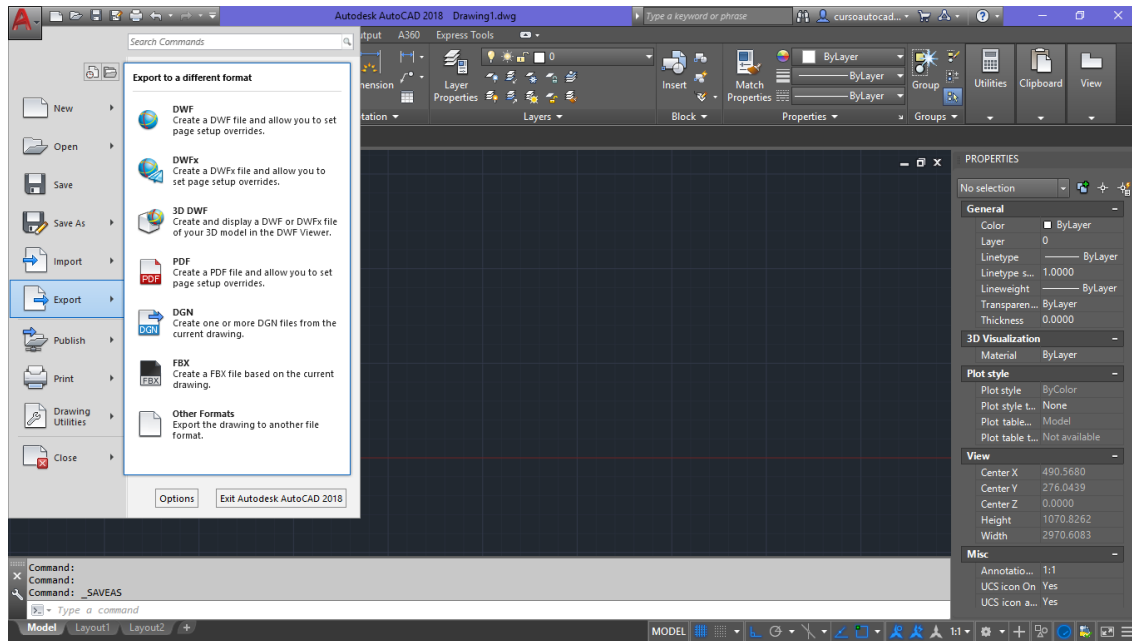 Autodesk AutoCAD 2018 Drawing1.dwg
Type a keyword or phrase
cursoautocad...
A360 Express Tools
Search Commands
Export to a different format
New
Open
Save
Save As
Import
Export
Publish
Print
Drawing
Utilities
Close
DWF
Create a DWF file and allow you to set
page setup overrides.
DWFx
Create a DWFx file and allow you to
set page setup overrides.
3D DWF
Create and display a DWF or DWFx file
of your 3D model in the DWF Viewer.
PDF
PDF
Create a PDF file and allow you to set
page setup overrides.
DGN
DGN
Create one or more DGN files from the
current drawing.
FBX
FBX
Create a FBX file based on the current
drawing.
Other Formats
Export the drawing to another file
format.
Options
Exit Autodesk AutoCAD 2018
0
Layer
Properties
Layers
Insert
Block
Match
Properties
ByLayer
ByLayer
ByLayer
Properties
Group
Groups
Utilities
Clipboard
View
PROPERTIES
No selection
General
Color ByLayer
Layer 0
Linetype ByLayer
Linetype s... 1.0000
Lineweight ByLayer
Transparen... ByLayer
Thickness 0.0000
3D Visualization
Material ByLayer
Plot style
Plot style ByColor
Plot style t... None
Plot table... Model
Plot table t... Not available
View
Center X 490.5680
Center Y 276.0439
Center Z 0.0000
Height 1070.8262
Width 2970.6083
Misc
Annotatio... 1:1
UCS icon On Yes
UCS icon a... Yes
Command:
Command:
Command: _SAVEAS
Type a command
Model Layout1 Layout2 +
MODEL
1:1